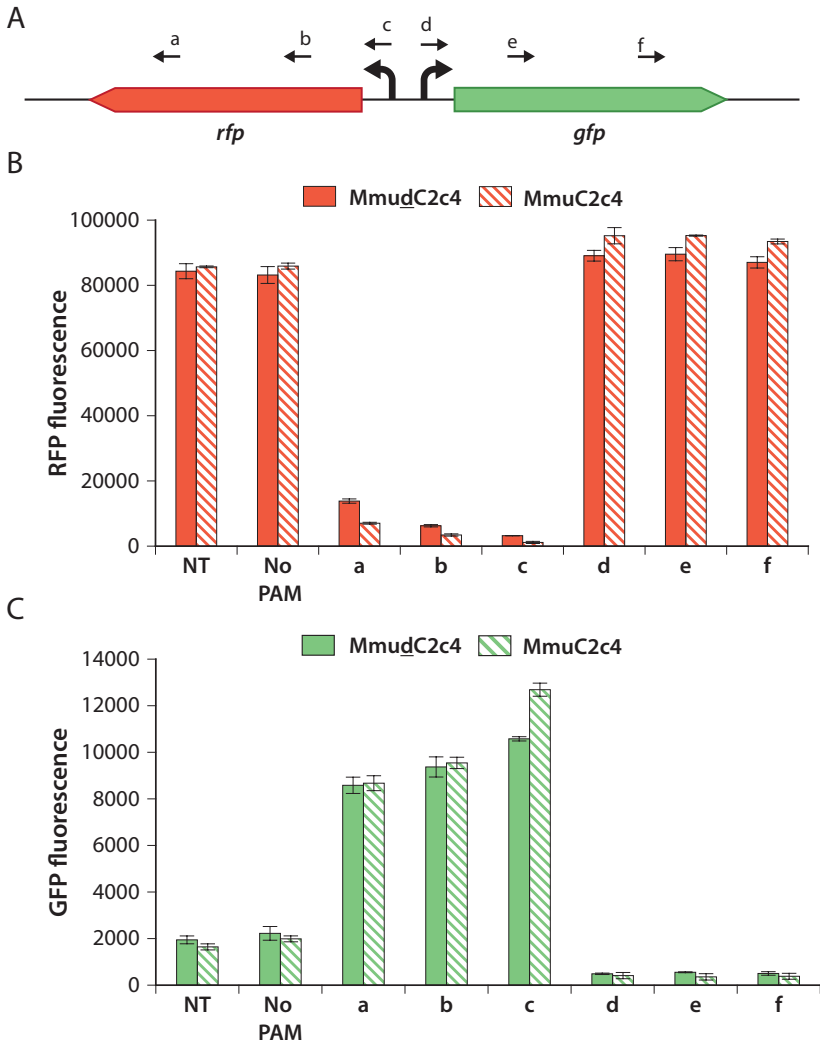 A
a b c d e f
rfp gfp
B
MmudC2c4 MmuC2c4
RFP fluorescence
100000
80000
60000
40000
20000
0
NT No PAM a b c d e f
C
MmudC2c4 MmuC2c4
GFP fluorescence
14000
12000
10000
8000
6000
4000
2000
0
NT No PAM a b c d e f